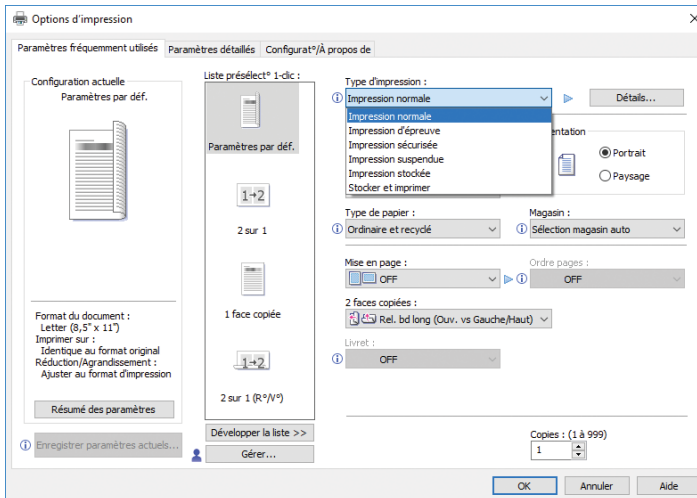 Options d'impression
Paramètres fréquemment utilisés
Paramètres détaillés
Configurat°/À propos de
Configuration actuelle
Paramètres par déf.
Format du document :
Letter (8,5" x 11")
Imprimer sur :
Identique au format original
Réduction/Agrandissement :
Ajuster au format d'impression
Résumé des paramètres
Enregistrer paramètres actuels...
Liste présélect° 1-clic :
Paramètres par déf.
1→2
2 sur 1
1 face copiée
1→2
2 sur 1 (R°/V°)
Développer la liste >>
Gérer...
Type d'impression :
Impression normale
Détails...
Impression normale
Impression d'épreuve
Impression sécurisée
Impression suspendue
Impression stockée
Stocker et imprimer
entation
Portrait
Paysage
Type de papier :
Ordinaire et recyclé
Magasin :
Sélection magasin auto
Mise en page :
OFF
Ordre pages :
OFF
2 faces copiées :
Rel. bd long (Ouv. vs Gauche/Haut)
Livret :
OFF
Copies : (1 à 999)
1
OK
Annuler
Aide